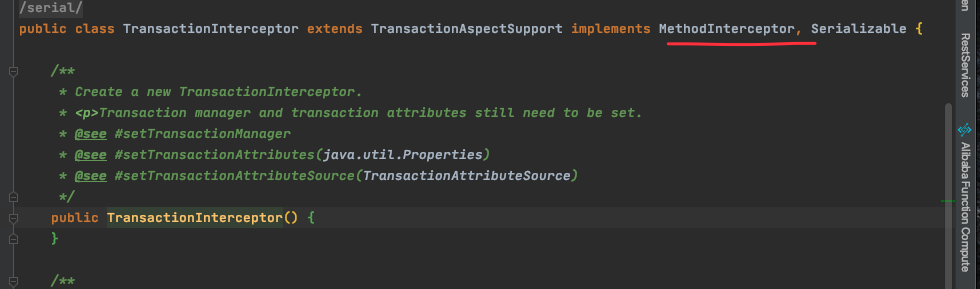 /serial/
public class TransactionInterceptor extends TransactionAspectSupport implements MethodInterceptor, Serializable {
/**
* Create a new TransactionInterceptor.
* <p>Transaction manager and transaction attributes still need to be set.
* @see #setTransactionManager
* @see #setTransactionAttributes(java.util.Properties)
* @see #setTransactionAttributeSource(TransactionAttributeSource)
*/
public TransactionInterceptor() {
}
/**
en
RestServices
Alibaba Function Compute